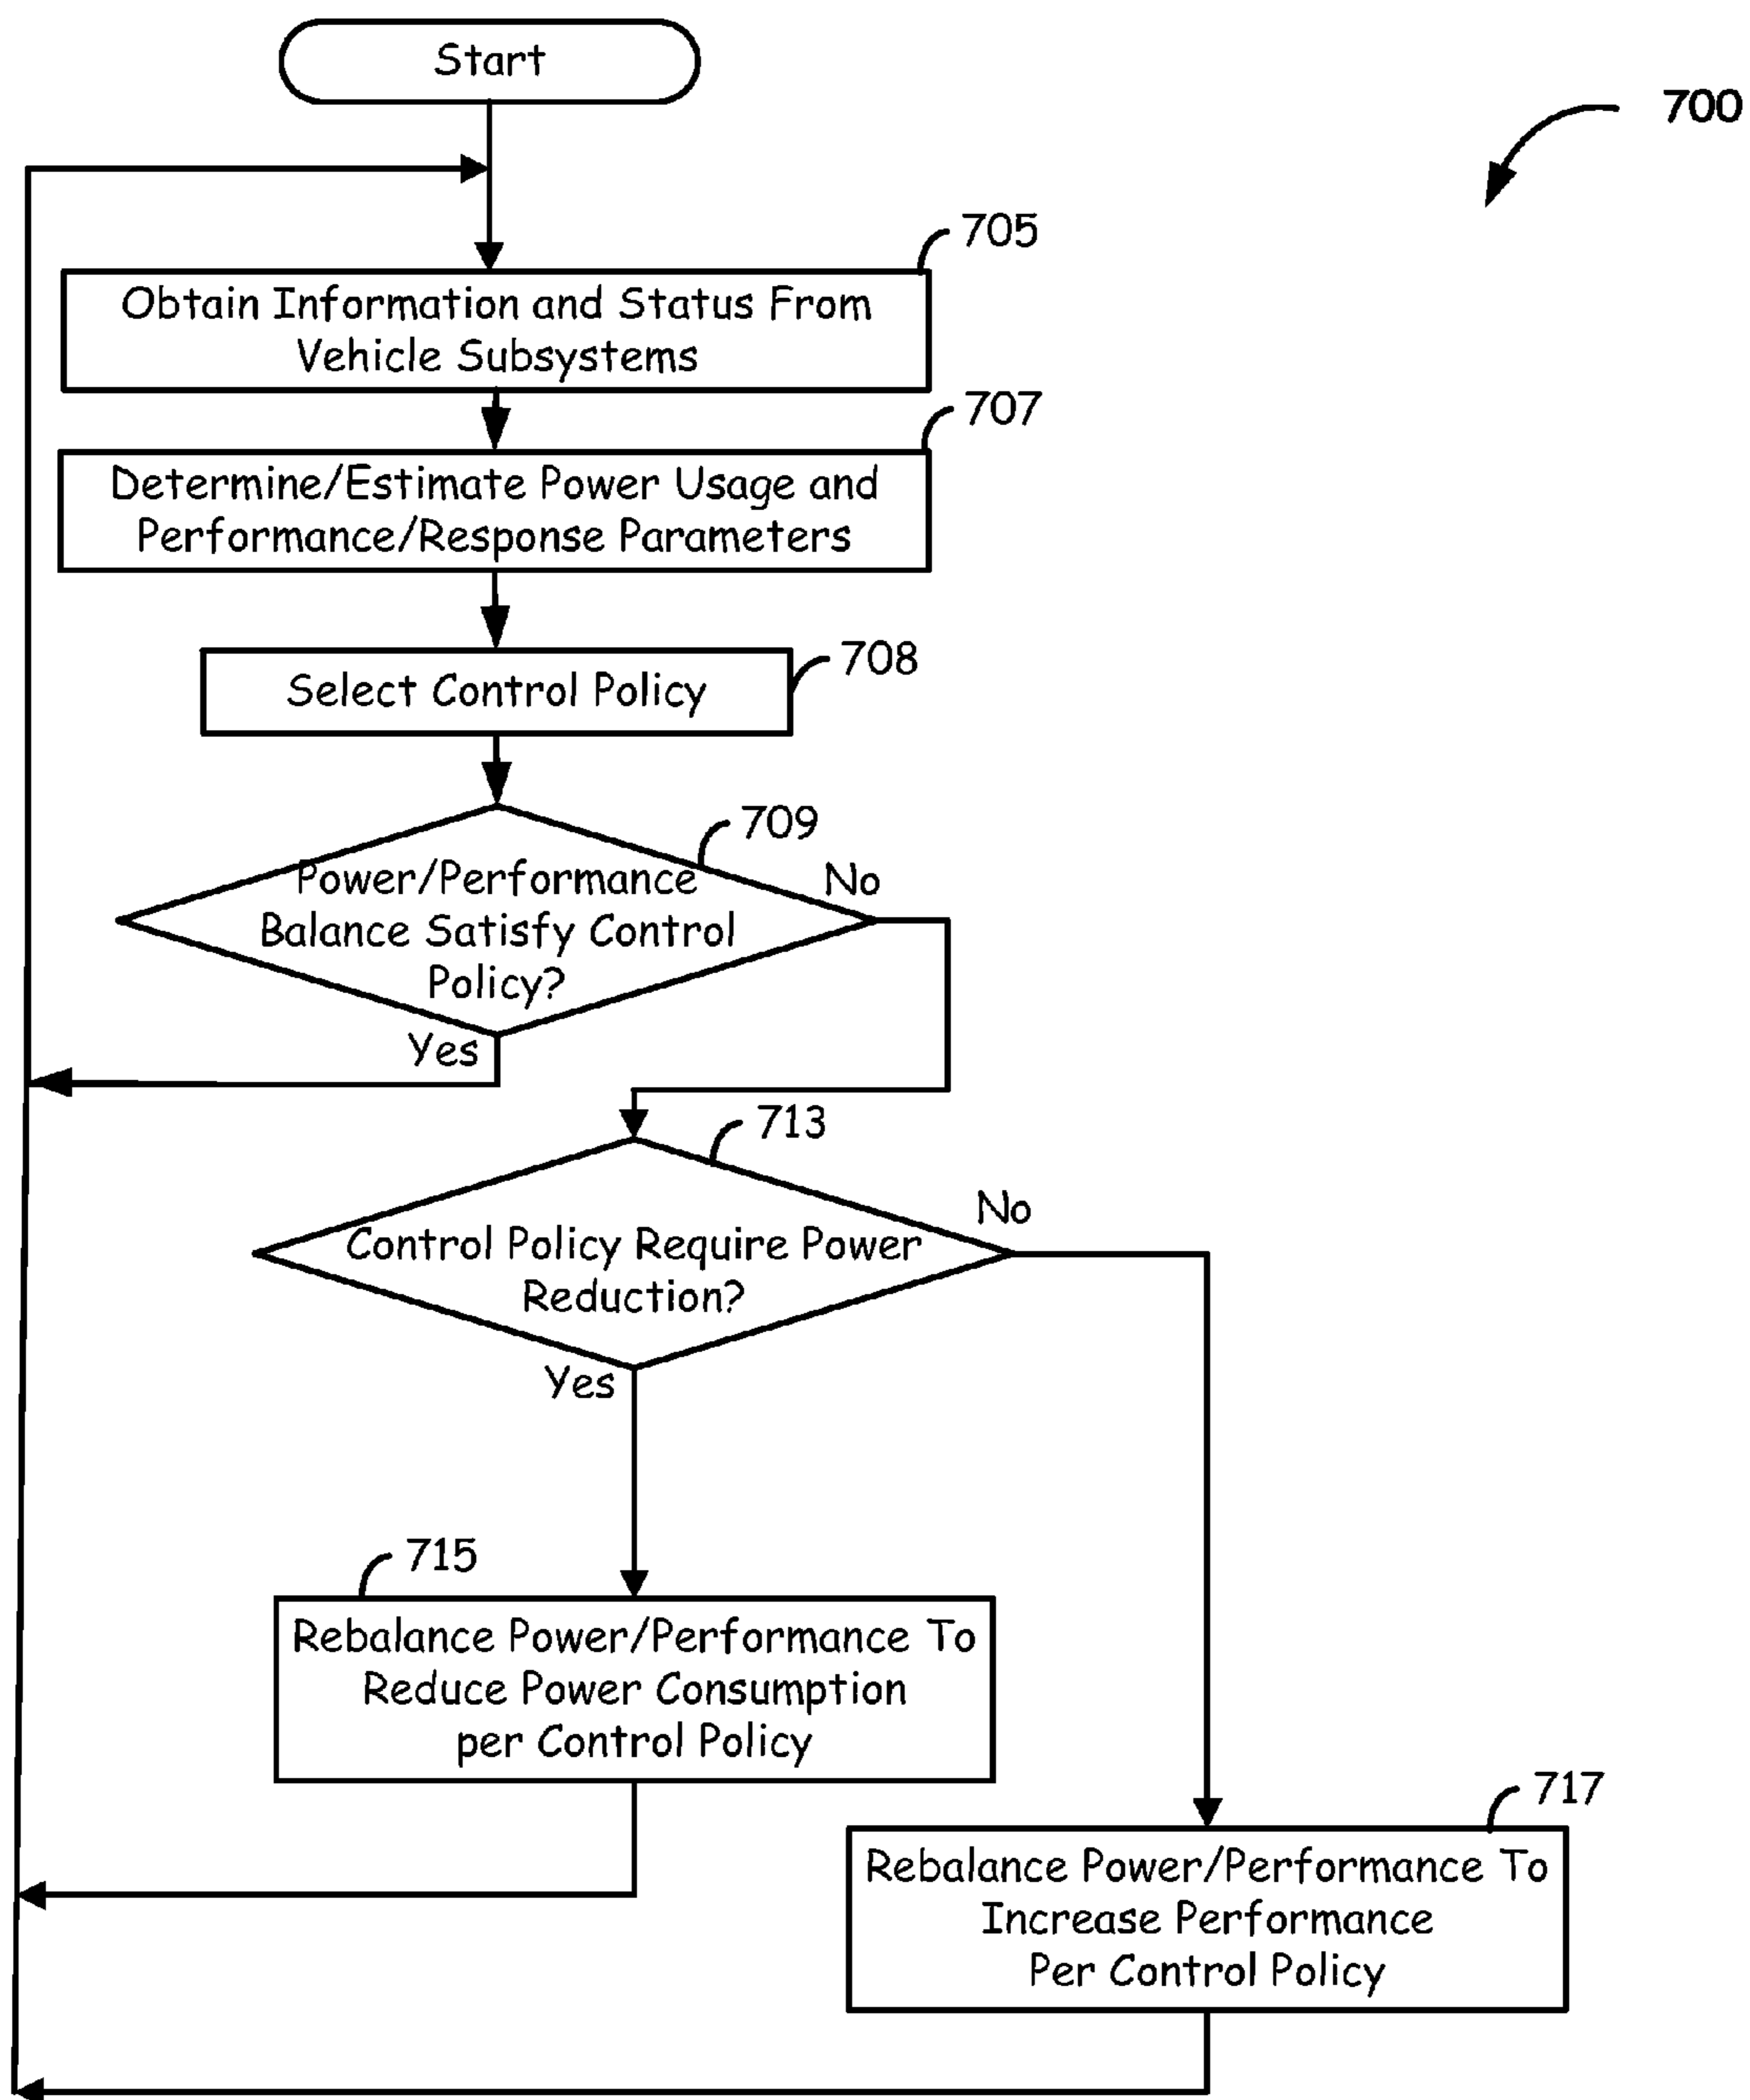 Start
700
705
Obtain Information and Status From
Vehicle Subsystems
707
Determine/Estimate Power Usage and
Performance/Response Parameters
708
Select Control Policy
709
Power/Performance
Balance Satisfy Control
Policy?
No
Yes
713
Control Policy Require Power
Reduction?
No
Yes
715
Rebalance Power/Performance To
Reduce Power Consumption
per Control Policy
717
Rebalance Power/Performance To
Increase Performance
Per Control Policy